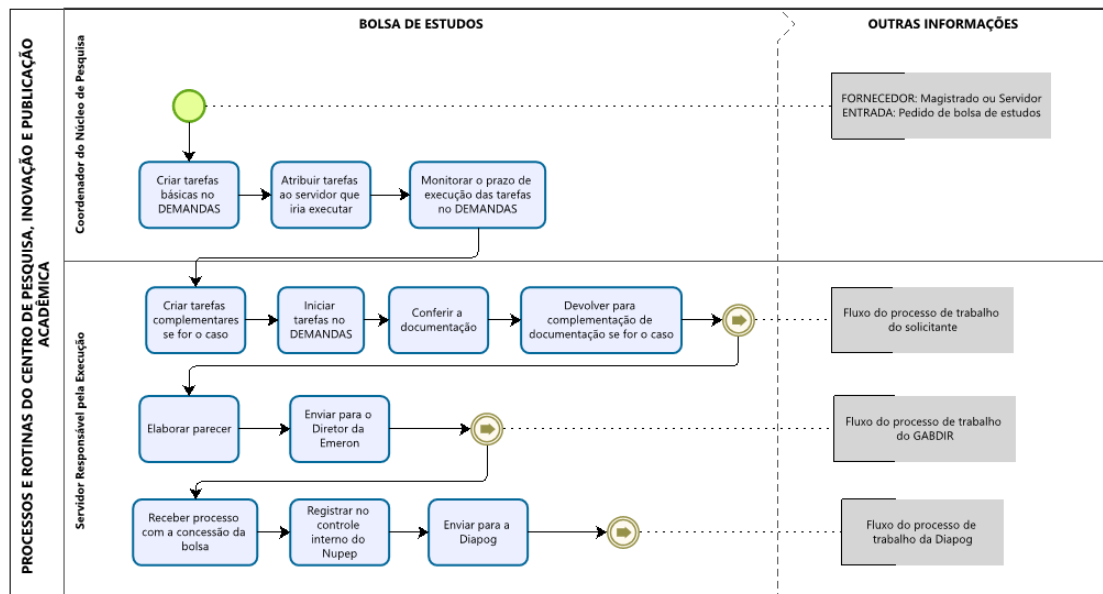 PROCESSOS E ROTINAS DO CENTRO DE PESQUISA, INOVAÇÃO E PUBLICAÇÃO
ACADÊMICA
BOLSA DE ESTUDOS
OUTRAS INFORMAÇÕES
Coordenador do Núcleo de Pesquisa
FORNECEDOR: Magistrado ou Servidor
ENTRADA: Pedido de bolsa de estudos
Criar tarefas
básicas no
DEMANDAS
Atribuir tarefas
ao servidor que
iria executar
Monitorar o prazo de
execução das tarefas
no DEMANDAS
Servidor Responsável pela Execução
Criar tarefas
complementares
se for o caso
Iniciar
tarefas no
DEMANDAS
Conferir a
documentação
Devolver para
complementação de
documentação se for o caso
Fluxo do processo de trabalho
do solicitante
Elaborar parecer
Enviar para o
Diretor da
Emeron
Fluxo do processo de trabalho
do GABDIR
Receber processo
com a concessão da
bolsa
Registrar no
controle
interno do
Nupep
Enviar para a
Diapog
Fluxo do processo de
trabalho da Diapog